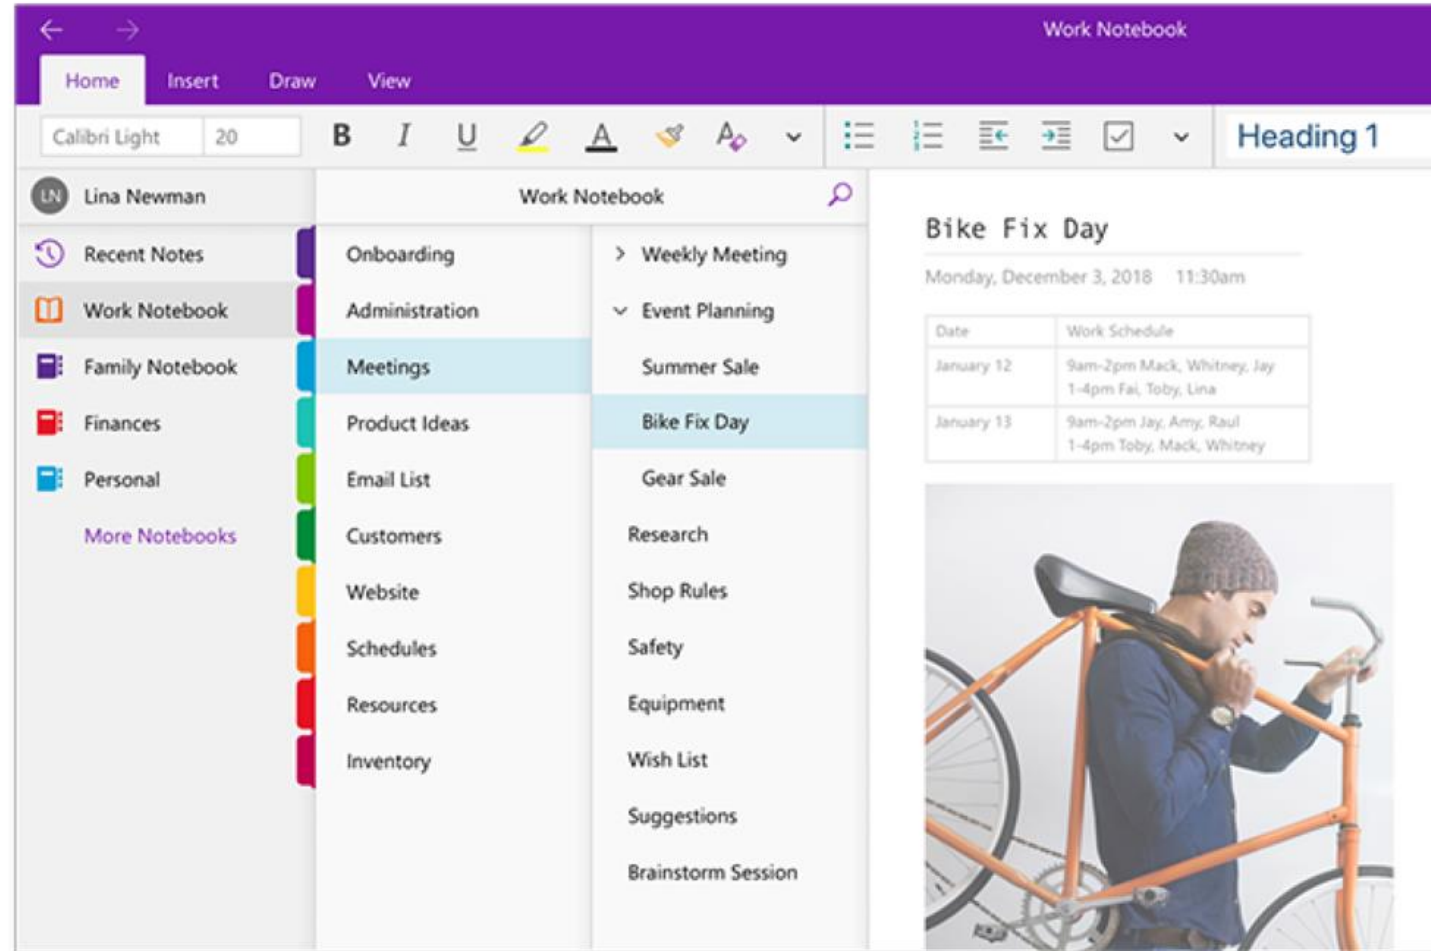 Work Notebook
Home Insert Draw View
Calibri Light 20 B I U A A Heading 1
LN Lina Newman
Recent Notes
Work Notebook
Family Notebook
Finances
Personal
More Notebooks
Work Notebook
Onboarding
Administration
Meetings
Product Ideas
Email List
Customers
Website
Schedules
Resources
Inventory
Weekly Meeting
Event Planning
Summer Sale
Bike Fix Day
Gear Sale
Research
Shop Rules
Safety
Equipment
Wish List
Suggestions
Brainstorm Session
Bike Fix Day
Monday, December 3, 2018 11:30am
Date Work Schedule
January 12 9am-2pm Mack, Whitney, Jay
1-4pm Fai, Toby, Lina
January 13 9am-2pm Jay, Amy, Raul
1-4pm Toby, Mack, Whitney